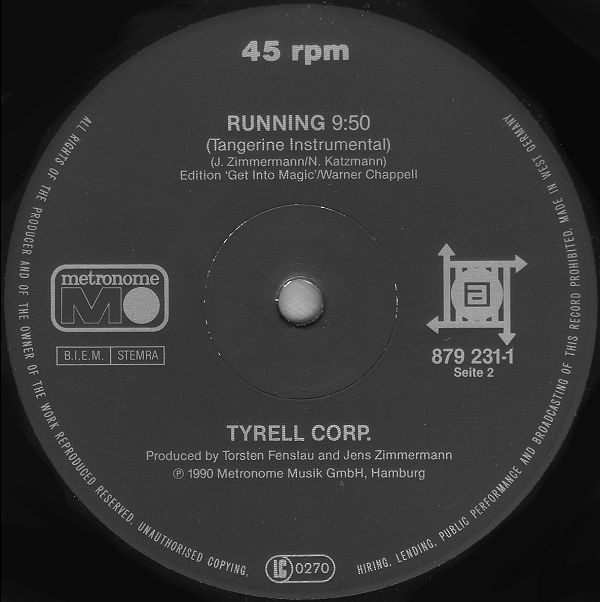 45 rpm
RUNNING 9:50
(Tangerine Instrumental)
(J. Zimmermann/N. Katzmann)
Edition 'Get Into Magic'/Warner Chappell
metronome
M
B.I.E.M. STEMRA
a
879 231-1
Seite 2
TYRELL CORP.
Produced by Torsten Fenslau and Jens Zimmermann
℗ 1990 Metronome Musik GmbH, Hamburg
LC 0270
ALL RIGHTS OF THE PRODUCER AND OF THE OWNER OF THE WORK REPRODUCED RESERVED. UNAUTHORISED COPYING, HIRING, LENDING, PUBLIC PERFORMANCE AND BROADCASTING OF THIS RECORD PROHIBITED. MADE IN WEST GERMANY